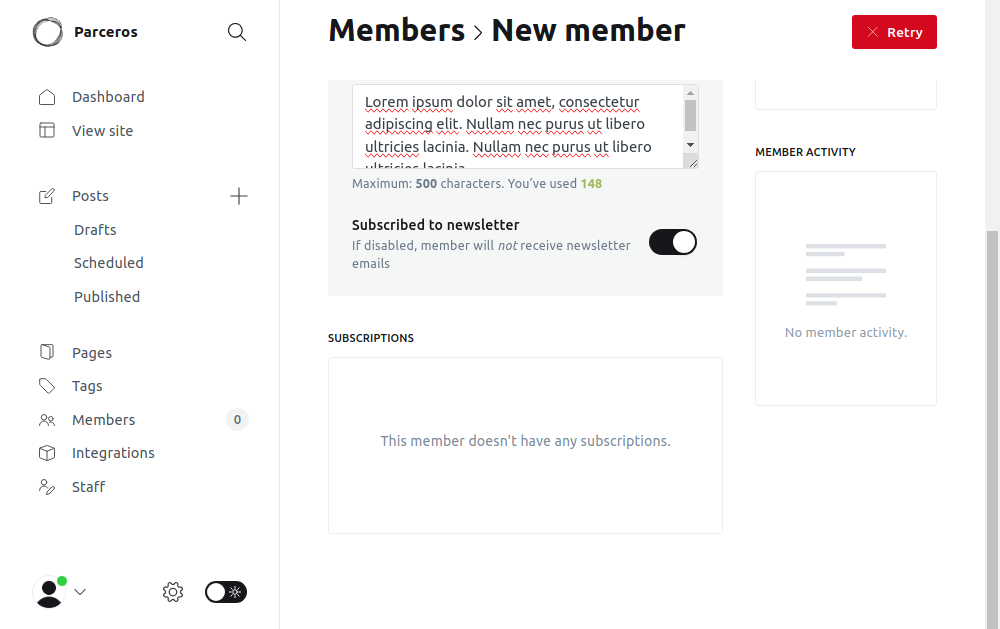 Parceros
Dashboard
View site
Posts
Drafts
Scheduled
Published
Pages
Tags
Members
0
Integrations
Staff
Members
New member
Retry
Lorem ipsum dolor sit amet, consectetur
adipiscing elit. Nullam nec purus ut libero
ultricies lacinia. Nullam nec purus ut libero
ultricies lacinia
Maximum: 500 characters. You’ve used 148
Subscribed to newsletter
If disabled, member will not receive newsletter
emails
SUBSCRIPTIONS
This member doesn't have any subscriptions.
MEMBER ACTIVITY
No member activity.